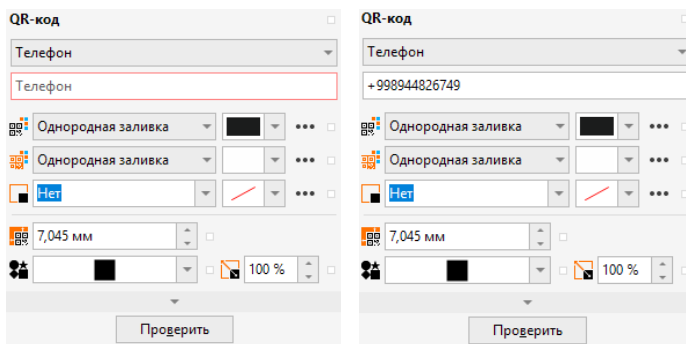 QR-код
Телефон
Телефон
Однородная заливка
Однородная заливка
Нет
7,045 мм
100 %
Проверить
QR-код
Телефон
+998944826749
Однородная заливка
Однородная заливка
Нет
7,045 мм
100 %
Проверить